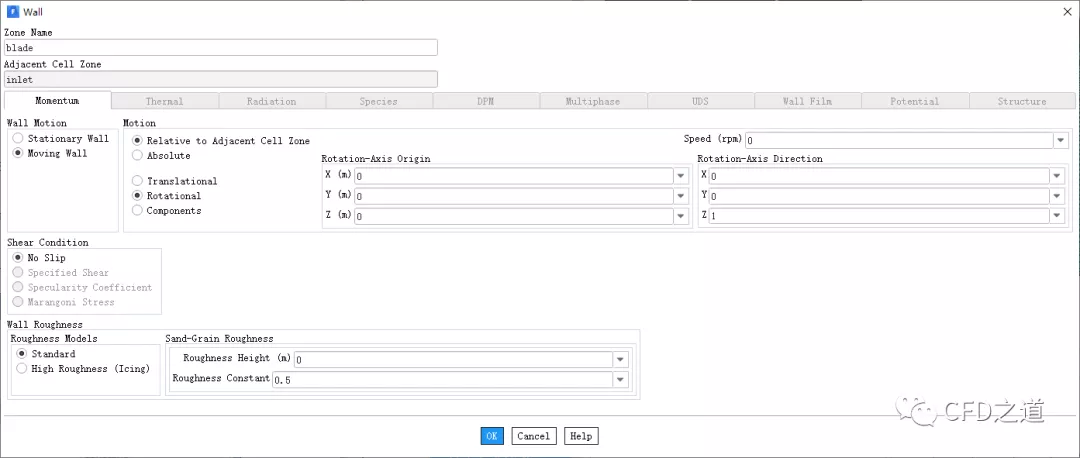 Wall
Zone Name
blade
Adjacent Cell Zone
inlet
Momentum Thermal Radiation Species DPM Multiphase UDS Wall Film Potential Structure
Wall Motion
Stationary Wall
Moving Wall
Motion
Relative to Adjacent Cell Zone
Absolute
Translational
Rotational
Components
Speed (rpm) 0
Rotation-Axis Origin
X (m) 0
Y (m) 0
Z (m) 0
Rotation-Axis Direction
X 0
Y 0
Z 1
Shear Condition
No Slip
Specified Shear
Specularity Coefficient
Marangoni Stress
Wall Roughness
Roughness Models
Standard
High Roughness (Icing)
Sand-Grain Roughness
Roughness Height (m) 0
Roughness Constant 0.5
CFD之道
OK Cancel Help